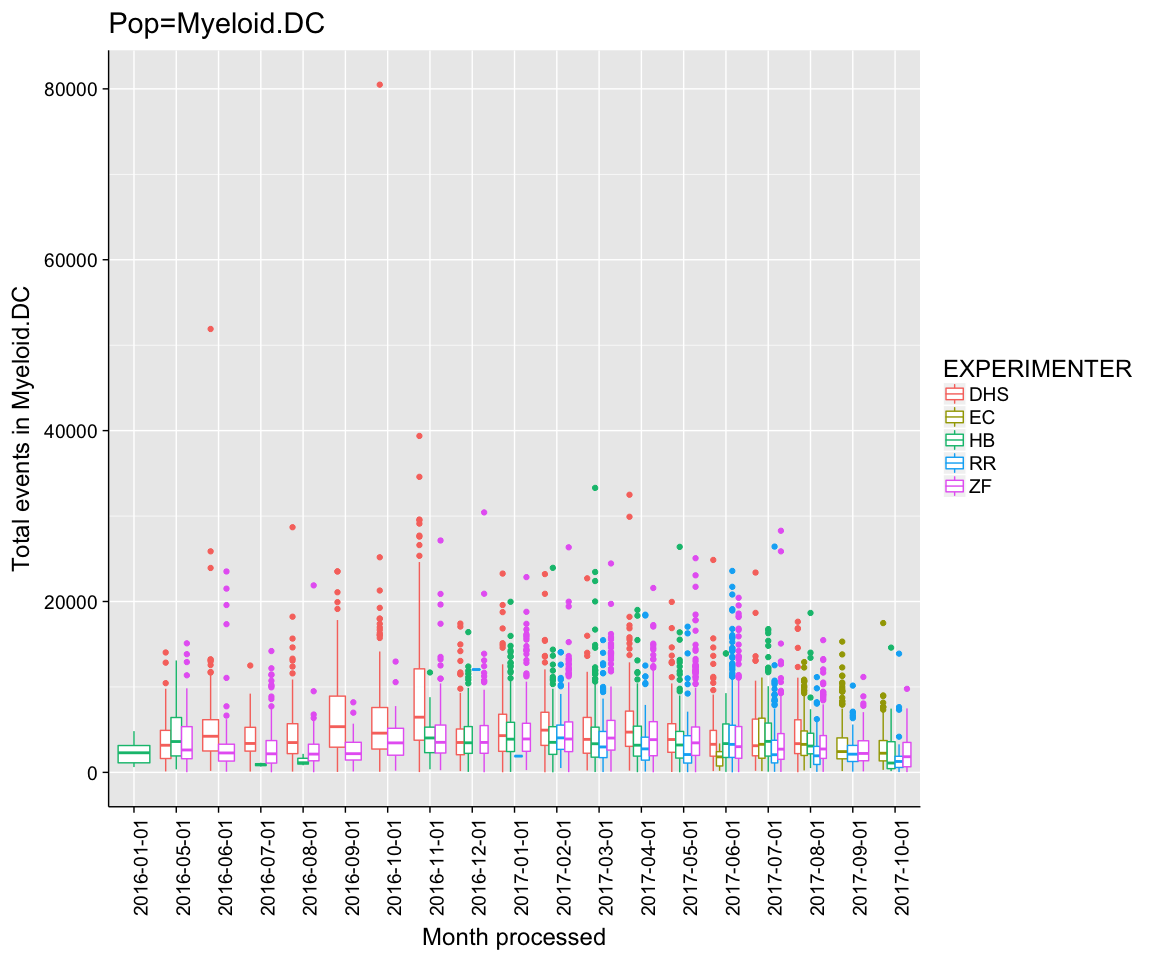 Pop=Myeloid.DC
80000
60000
40000
20000
0
Total events in Myeloid.DC
2016-01-01
2016-05-01
2016-06-01
2016-07-01
2016-08-01
2016-09-01
2016-10-01
2016-11-01
2016-12-01
2017-01-01
2017-02-01
2017-03-01
2017-04-01
2017-05-01
2017-06-01
2017-07-01
2017-08-01
2017-09-01
2017-10-01
Month processed
EXPERIMENTER
DHS
EC
HB
RR
ZF